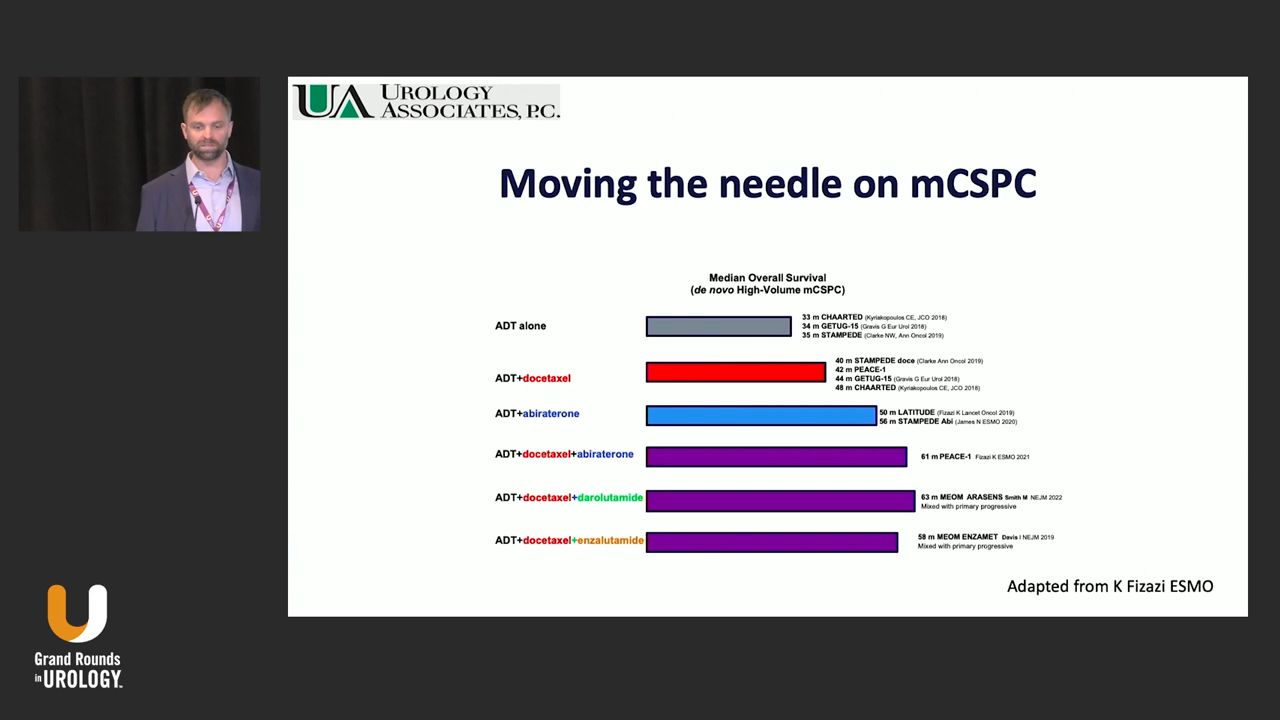 UA UROLOGY
ASSOCIATES, P.C.
Moving the needle on mCSPC
Median Overall Survival
(de novo High-Volume mCSPC)
ADT alone
33 m CHAARTED (Kyriakopoulos CE, JCO 2018)
34 m GETUG-15 (Gravis G Eur Urol 2018)
35 m STAMPEDE (Clarke NW, Ann Oncol 2019)
ADT+docetaxel
40 m STAMPEDE doce (Clarke Ann Oncol 2019)
42 m PEACE-1
44 m GETUG-15 (Gravis G Eur Urol 2018)
48 m CHAARTED (Kyriakopoulos CE, JCO 2018)
ADT+abiraterone
50 m LATITUDE (Fizazi K Lancet Oncol 2019)
56 m STAMPEDE Abi (James N ESMO 2020)
ADT+docetaxel+abiraterone
61 m PEACE-1 Fizazi K ESMO 2021
ADT+docetaxel+darolutamide
63 m MEOM ARASENS Smith M NEJM 2022
Mixed with primary progressive
ADT+docetaxel+enzalutamide
58 m MEOM ENZAMET Davis I NEJM 2019
Mixed with primary progressive
Adapted from K Fizazi ESMO
U
Grand Rounds
in UROLOGY™